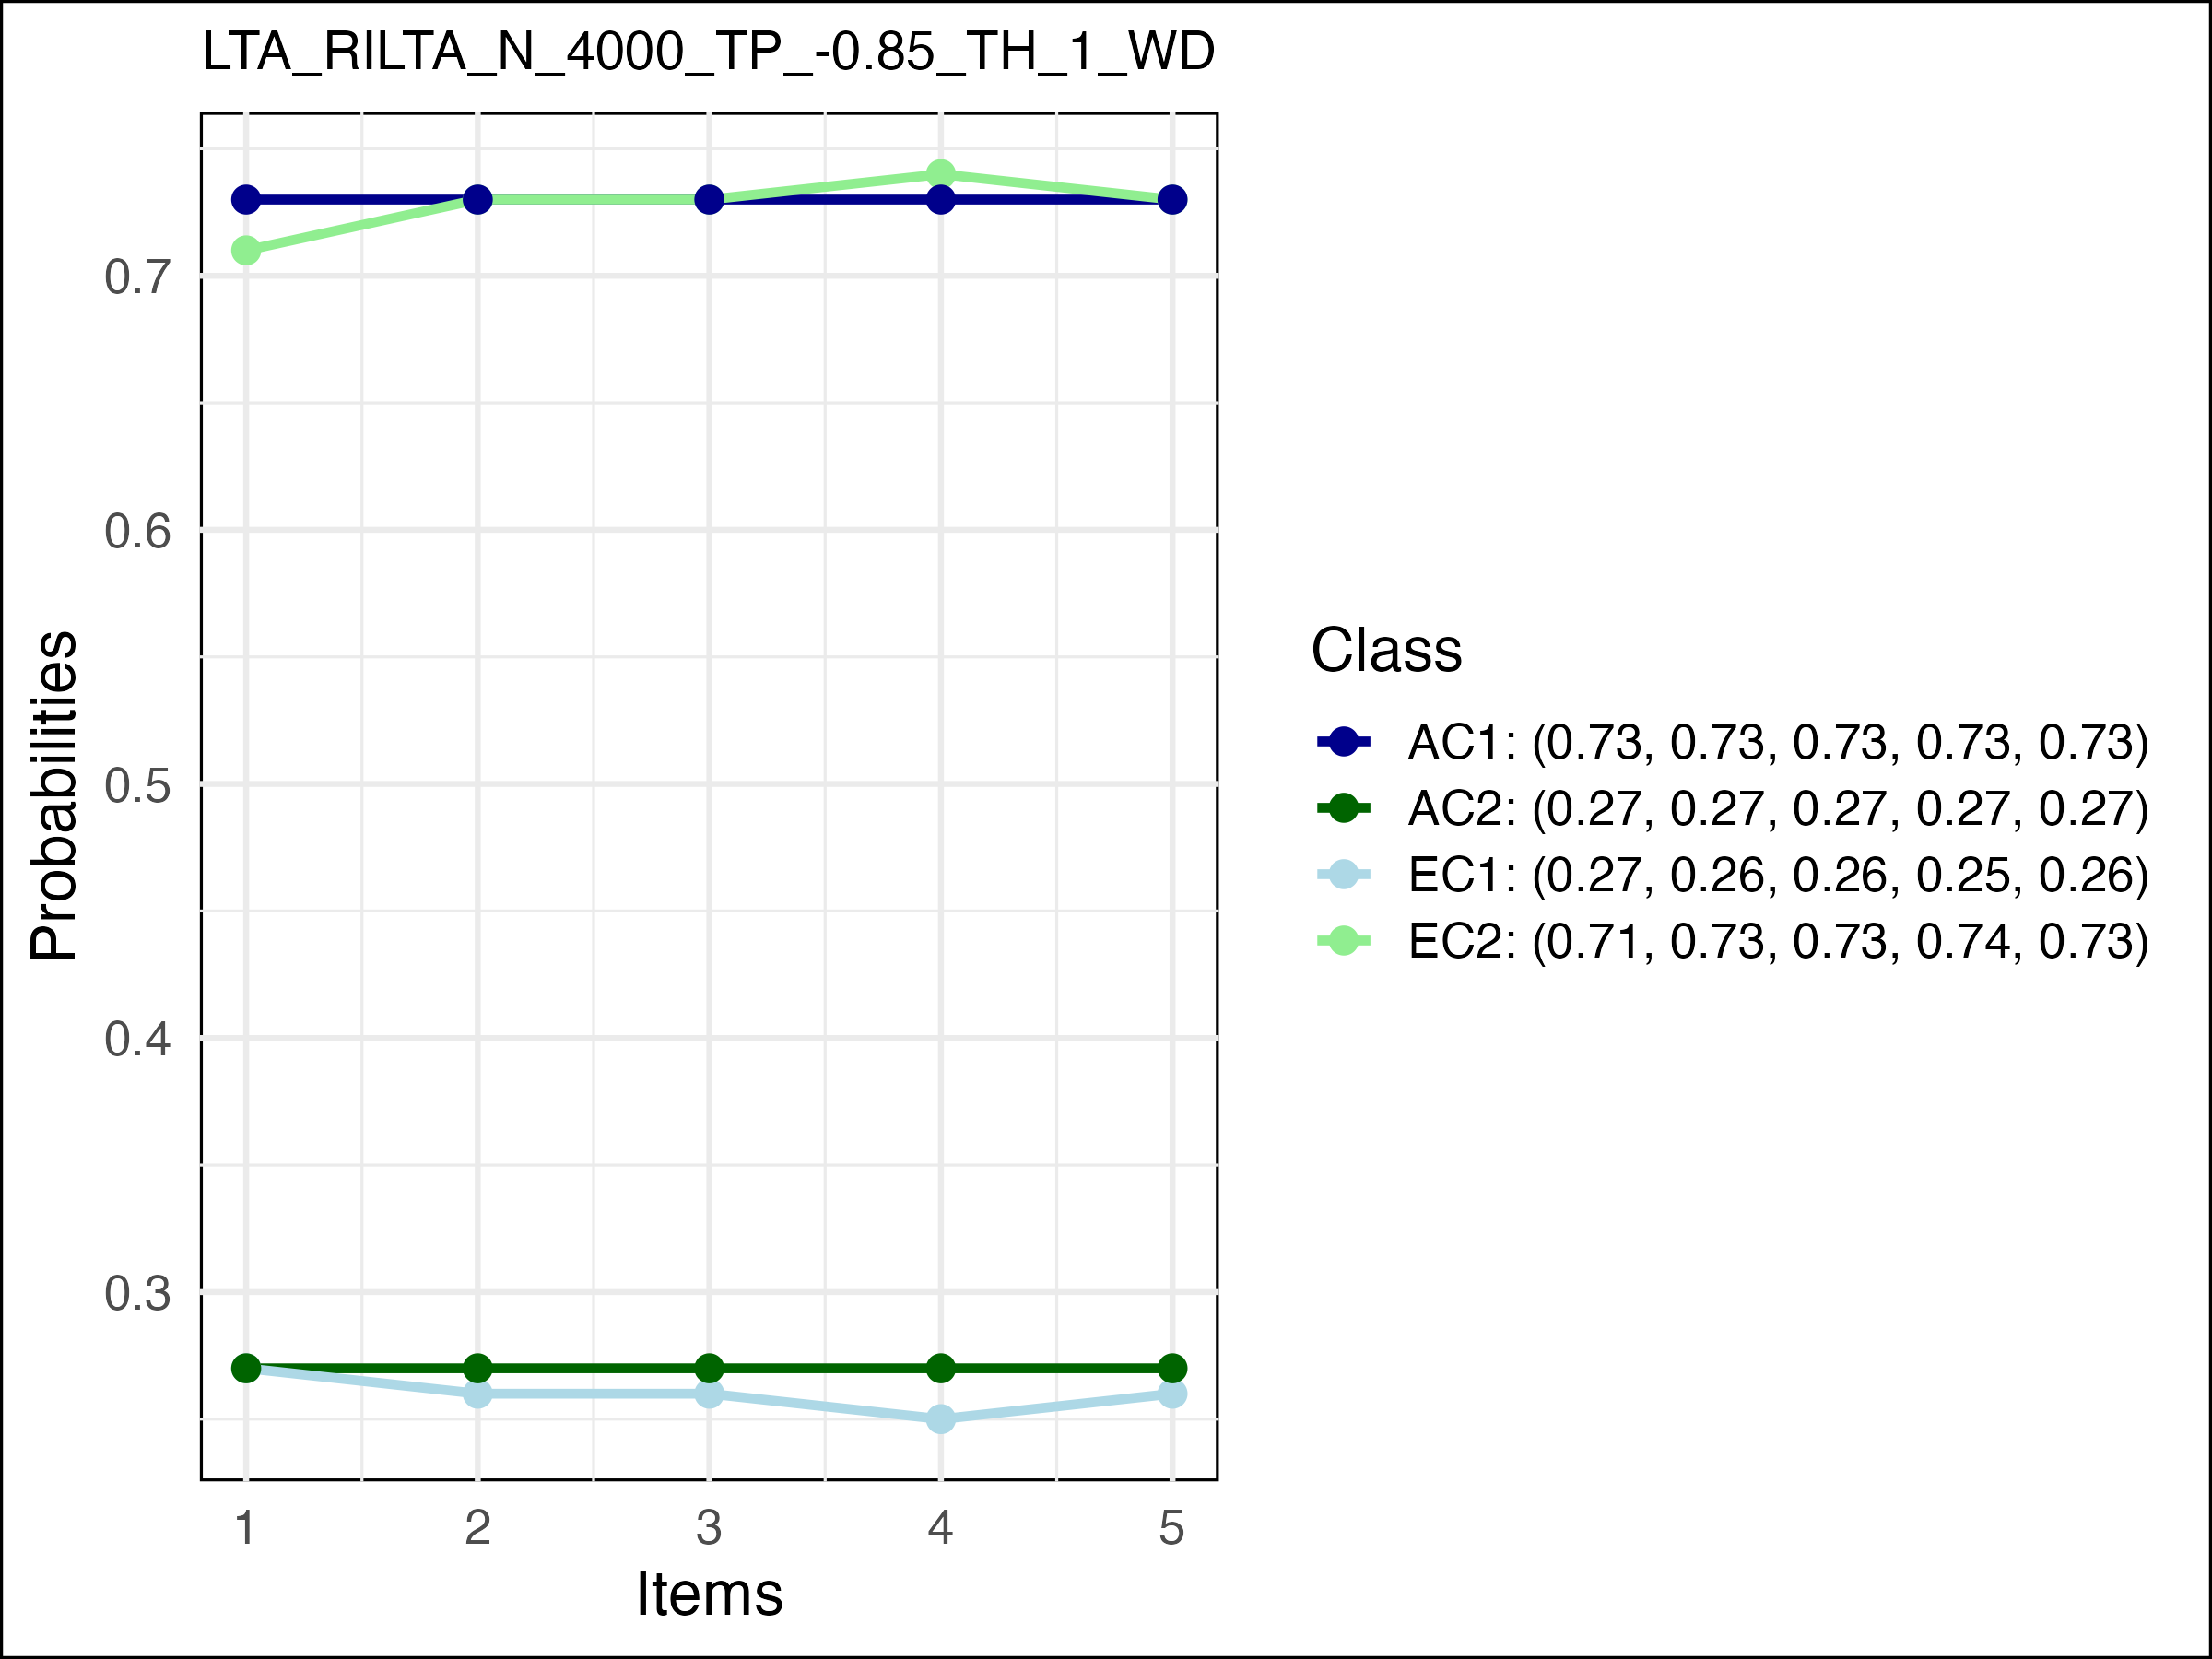 LTA_RILTA_N_4000_TP_-0.85_TH_1_WD
Probabilities
0.7
0.6
0.5
0.4
0.3
1 2 3 4 5
Items
Class
AC1: (0.73, 0.73, 0.73, 0.73, 0.73)
AC2: (0.27, 0.27, 0.27, 0.27, 0.27)
EC1: (0.27, 0.26, 0.26, 0.25, 0.26)
EC2: (0.71, 0.73, 0.73, 0.74, 0.73)